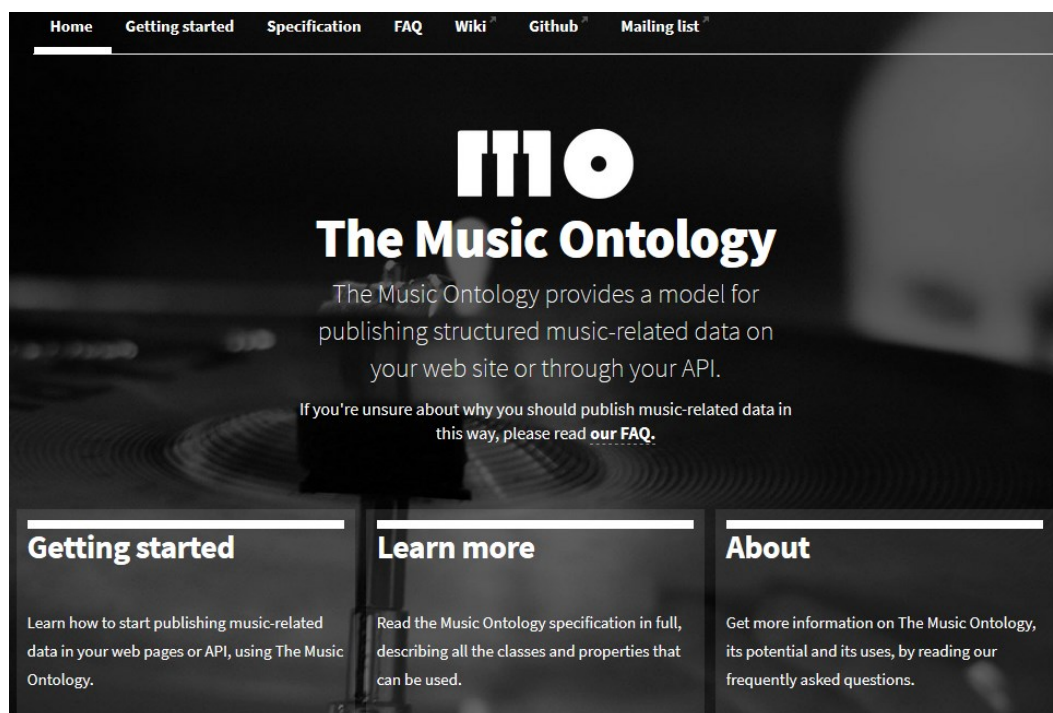 Home Getting started Specification FAQ Wiki Github Mailing list
mo
The Music Ontology
The Music Ontology provides a model for
publishing structured music-related data on
your web site or through your API.
If you're unsure about why you should publish music-related data in
this way, please read our FAQ.
Getting started
Learn how to start publishing music-related
data in your web pages or API, using The Music
Ontology.
Learn more
Read the Music Ontology specification in full,
describing all the classes and properties that
can be used.
About
Get more information on The Music Ontology,
its potential and its uses, by reading our
frequently asked questions.